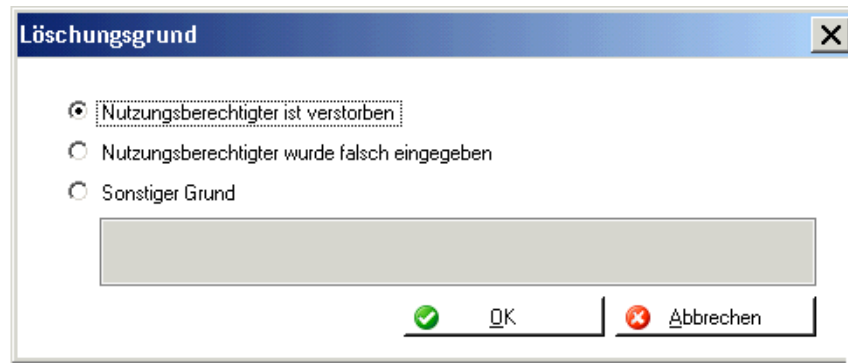 Löschungsgrund
Nutzungsberechtigter ist verstorben
Nutzungsberechtigter wurde falsch eingegeben
Sonstiger Grund
OK Abbrechen